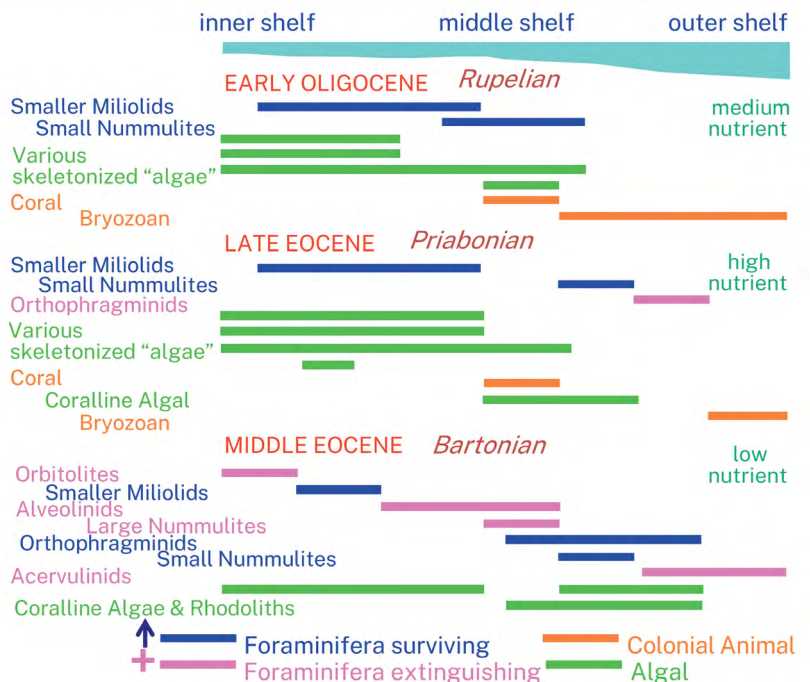 inner shelf middle shelf outer shelf
EARLY OLIGOCENE Rupelian
Smaller Miliolids
medium
nutrient
Small Nummulites
Various
skeletonized “algae”
Coral
Bryozoan
LATE EOCENE Priabonian
Smaller Miliolids
high
nutrient
Small Nummulites
Orthophragminids
Various
skeletonized “algae”
Coral
Coralline Algal
Bryozoan
MIDDLE EOCENE Bartonian
low
nutrient
Orbitolites
Smaller Miliolids
Alveolinids
Large Nummulites
Orthophragminids
Small Nummulites
Acervulinids
Coralline Algae & Rhodoliths
Foraminifera surviving Colonial Animal
Foraminifera extinguishing Algal